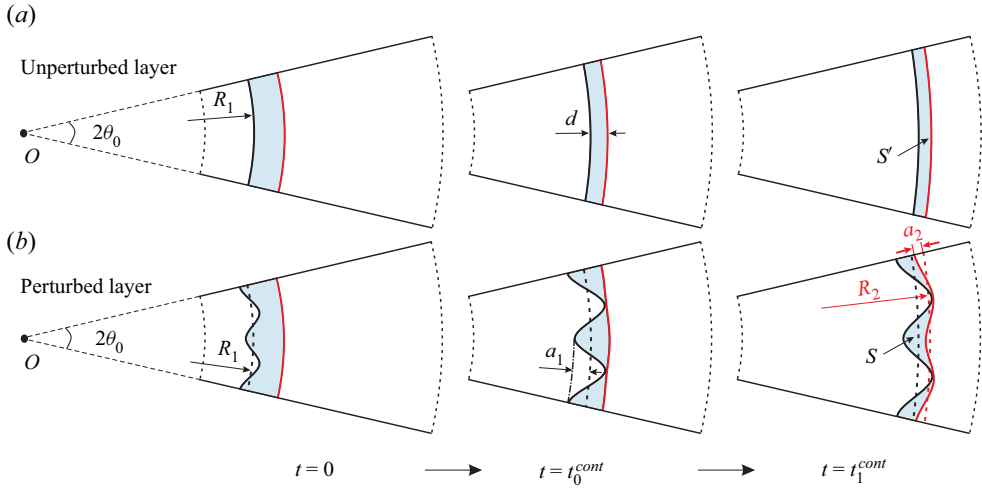 (a)
Unperturbed layer
R₁
2θ₀
O
d
S′
(b)
Perturbed layer
R₁
2θ₀
O
a₁
a₂
R₂
S
t = 0
t = t₀ᶜᵒⁿᵗ
t = t₁ᶜᵒⁿᵗ